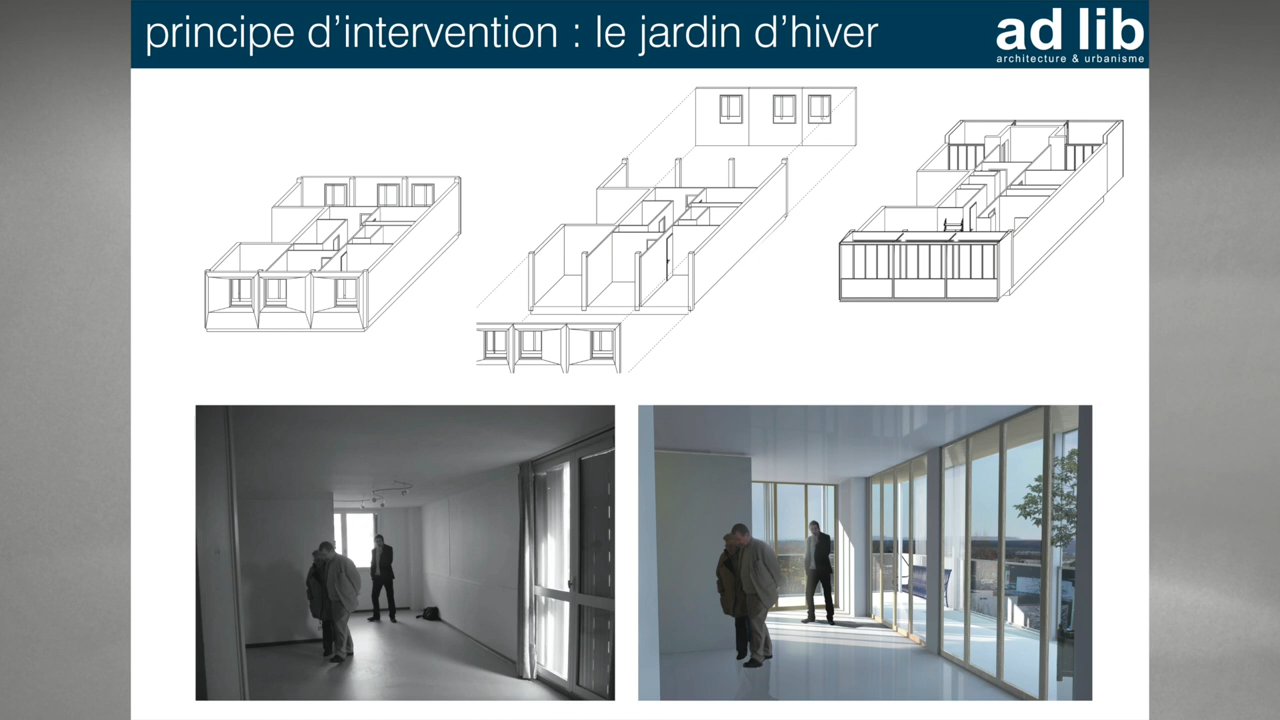 principe d’intervention : le jardin d’hiver
ad lib
architecture & urbanisme